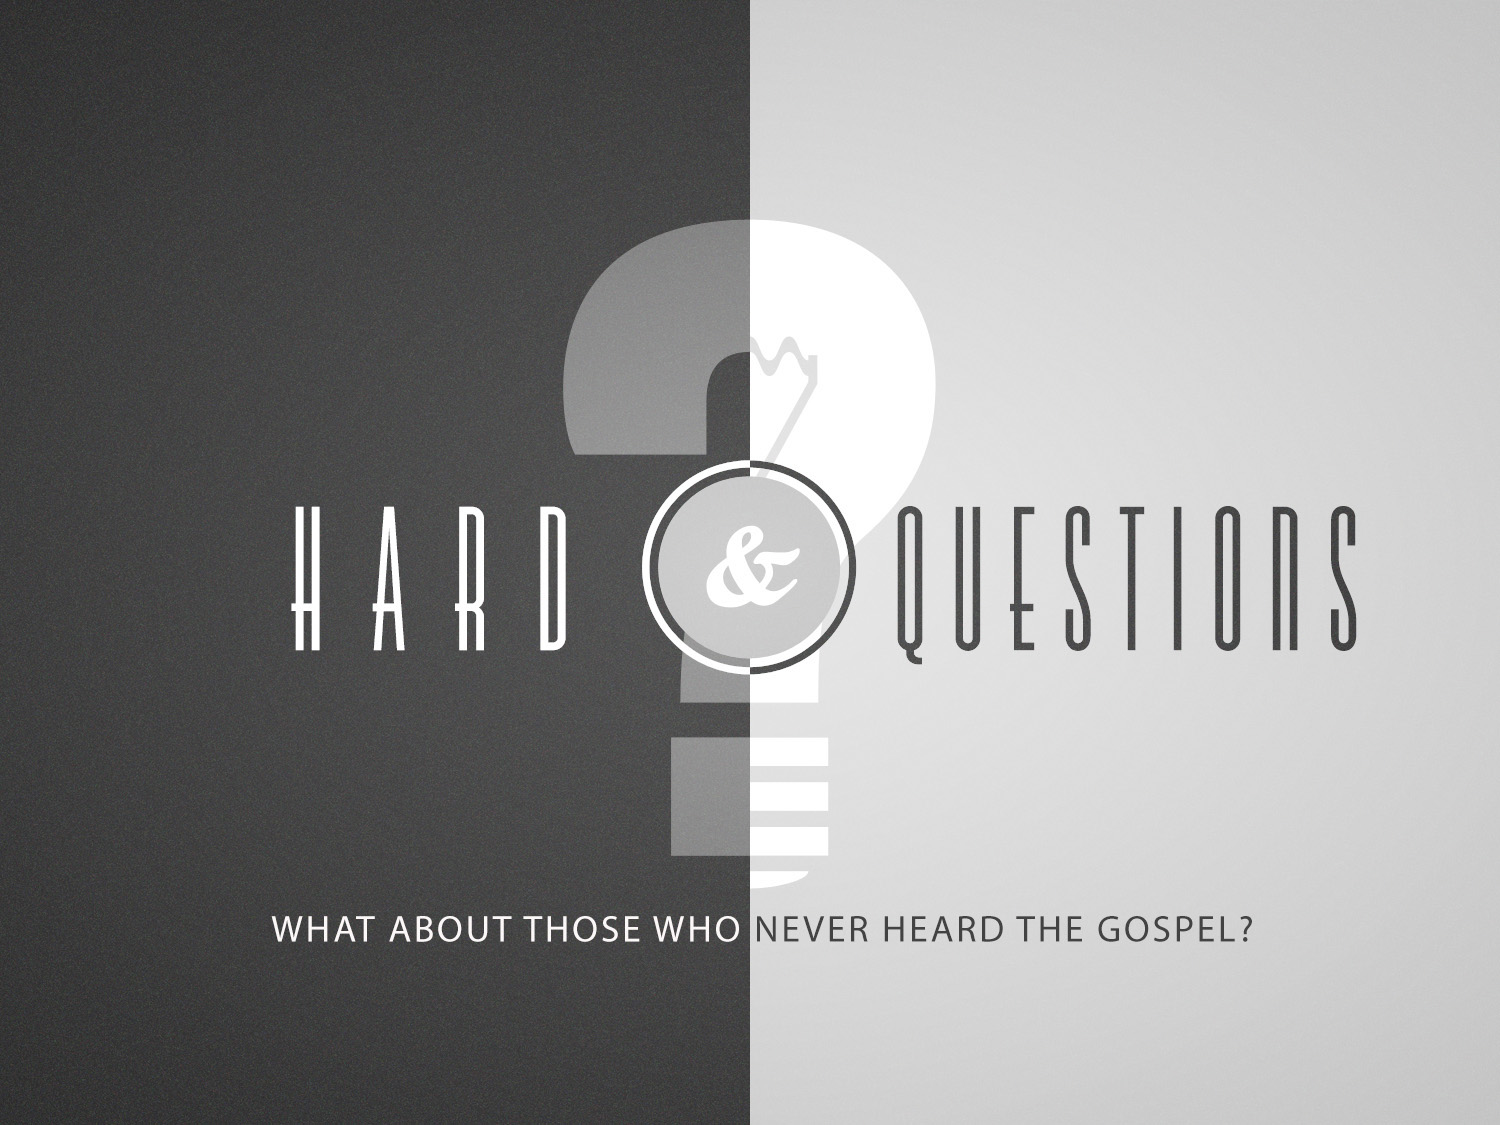 HARD & QUESTIONS
WHAT ABOUT THOSE WHO NEVER HEARD THE GOSPEL?